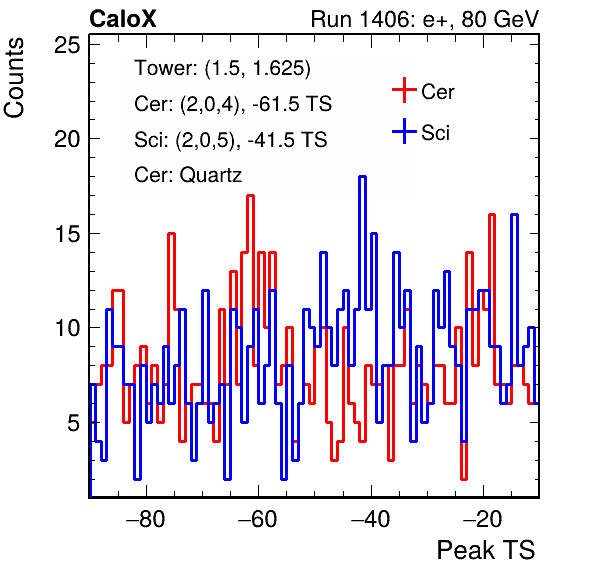 CaloX Run 1406: e+, 80 GeV
Counts
25
20
15
10
5
Tower: (1.5, 1.625)
Cer: (2,0,4), -61.5 TS
Sci: (2,0,5), -41.5 TS
Cer: Quartz
Cer
Sci
−80 −60 −40 −20
Peak TS